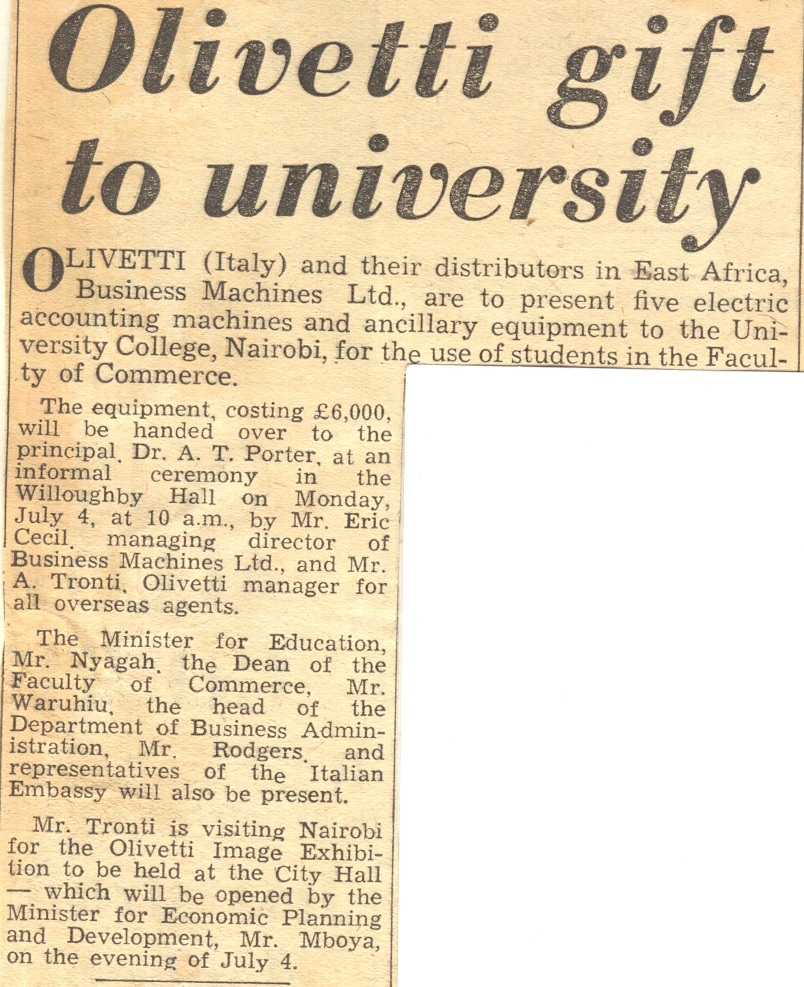 Olivetti gift
to university
OLIVETTI (Italy) and their distributors in East Africa,
Business Machines Ltd., are to present five electric
accounting machines and ancillary equipment to the Uni-
versity College, Nairobi, for the use of students in the Facul-
ty of Commerce.
The equipment, costing £6,000,
will be handed over to the
principal, Dr. A. T. Porter, at an
informal ceremony in the
Willoughby Hall on Monday,
July 4, at 10 a.m., by Mr. Eric
Cecil, managing director of
Business Machines Ltd., and Mr.
A. Tronti, Olivetti manager for
all overseas agents.
The Minister for Education,
Mr. Nyagah, the Dean of the
Faculty of Commerce, Mr.
Waruhiu, the head of the
Department of Business Admin-
istration, Mr. Rodgers, and
representatives of the Italian
Embassy will also be present.
Mr. Tronti is visiting Nairobi
for the Olivetti Image Exhibi-
tion to be held at the City Hall
— which will be opened by the
Minister for Economic Planning
and Development, Mr. Mboya,
on the evening of July 4.